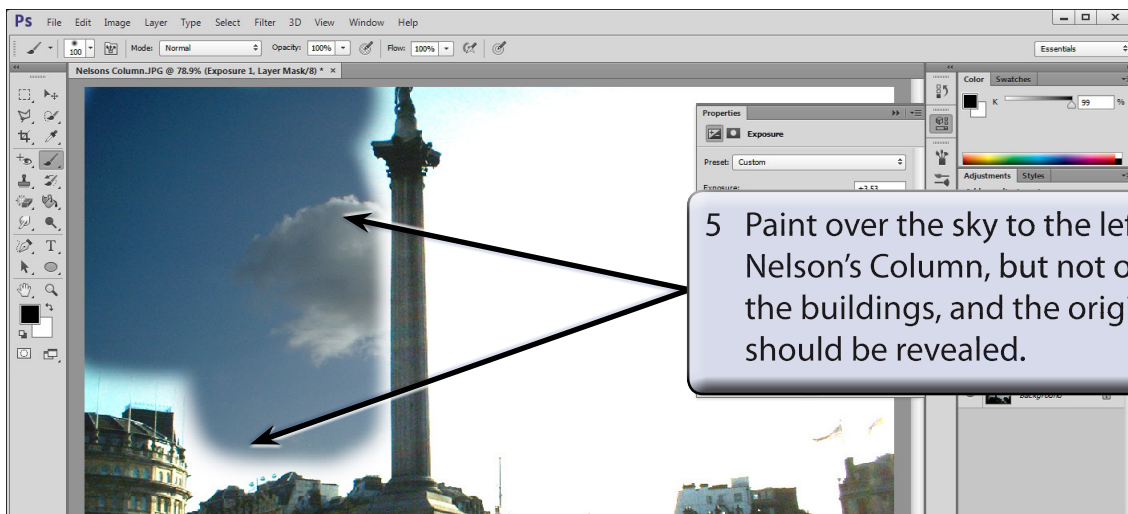 Ps File Edit Image Layer Type Select Filter 3D View Window Help
100 Mode: Normal Opacity: 100% Flow: 100% Essentials
Nelsons Column.JPG @ 78.9% (Exposure 1, Layer Mask/8) * ×
Color Swatches
K 99 %
Properties
Exposure
Preset: Custom
Exposure: +3.53
Adjustments Styles
5 Paint over the sky to the lef
Nelson's Column, but not o
the buildings, and the origi
should be revealed.
Background
T